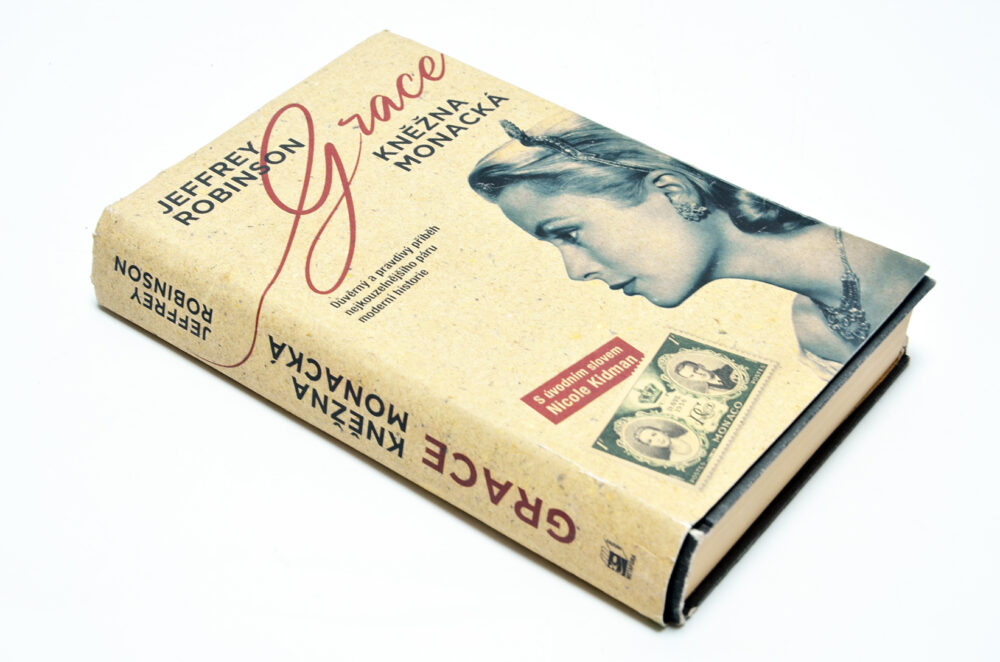 JEFFREY
ROBINSON
Grace
KNĚŽNA
MONACKÁ
Důvěrný a pravdivý příběh
nejkouzelnějšího páru
moderní historie
S úvodním slovem
Nicole Kidman
MONACO
POSTES
JEFFREY
ROBINSON
GRACE
KNĚŽNA
MONACKÁ